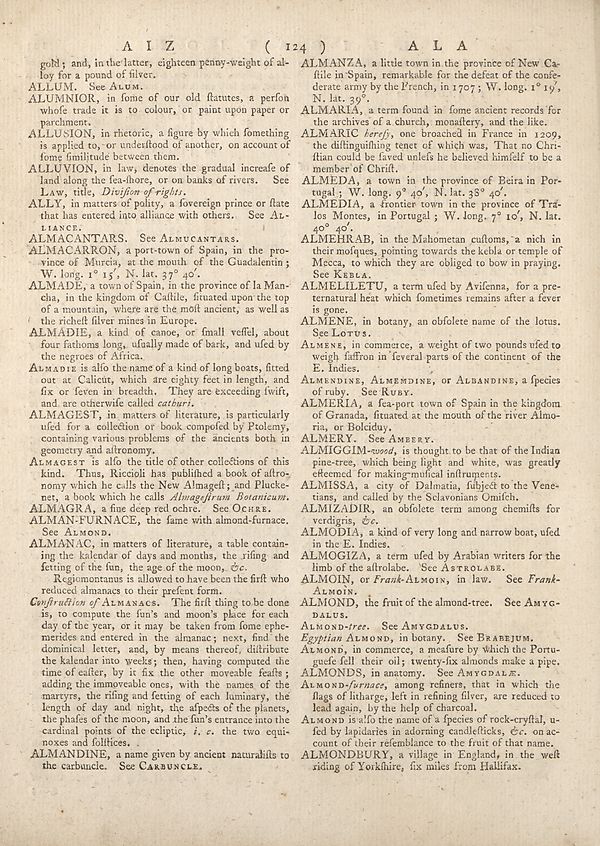 A I Z ( 124 ) A L A
gold; and, in the latter, eighteen penny-weight of al-
loy for a pound of ſilver.
ALLUM. See ALUM.
ALUMNIOR, in ſome of our old ſtatutes, a perſon
whoſe trade it is to colour, or paint upon paper or
parchment.
ALLUSION, in rhetoric, a figure by which ſomething
is applied to, or underſtood of another, on account of
ſome ſimilitude between them.
ALLUVION, in law, denotes the gradual increaſe of
land along the ſea-ſhore, or on banks of rivers. See
LAW, title, Diviſion of rights.
ALLY, in matters of polity, a ſovereign prince or ſtate
that has entered into alliance with others. See AL-
LIANCE.
ALMACANTARS. See ALMUCANTARS.
ALMACARRON, a port-town of Spain, in the pro-
vince of Murcia, at the mouth of the Guadalentin;
W. long. 1° 15′, N. lat. 37° 40′.
ALMADE, a town of Spain, in the province of la Man-
cha, in the kingdom of Caſtile, ſituated upon the top
of a mountain, where are the moſt ancient, as well as
the richeſt ſilver mines in Europe.
ALMADIE, a kind of canoe, or ſmall veſſel, about
four fathoms long, uſually made of bark, and uſed by
the negroes of Africa.
ALMADIE is alſo the name of a kind of long boats, fitted
out at Calicut, which are eighty feet in length, and
ſix or ſeven in breadth. They are exceeding ſwift,
and are otherwiſe called cathuri.
ALMAGEST, in matters of literature, is particularly
uſed for a collection or book compoſed by Ptolemy,
containing various problems of the ancients both in
geometry and aſtronomy.
ALMAGEST is alſo the title of other collections of this
kind. Thus, Riccioli has publiſhed a book of aſtro-
nomy which he calls the New Almageſt; and Plucke-
net, a book which he calls Almageſtrum Botanicum.
ALMAGRA, a fine deep red ochre. See OCHRE.
ALMAN-FURNACE, the ſame with almond-furnace.
See ALMOND.
ALMANAC, in matters of literature, a table contain-
ing the kalendar of days and months, the riſing and
ſetting of the ſun, the age of the moon, &c.
Regiomontanus is allowed to have been the firſt who
reduced almanacs to their preſent form.
Conſtruction of ALMANACS. The firſt thing to be done
is, to compute the ſun's and moon's place for each
day of the year, or it may be taken from ſome ephe-
merides and entered in the almanac; next, find the
dominical letter, and, by means thereof, diſtribute
the kalendar into weeks; then, having computed the
time of eaſter, by it fix the other moveable feaſts;
adding the immoveable ones, with the names of the
martyrs, the riſing and ſetting of each luminary, the
length of day and night, the aſpects of the planets,
the phaſes of the moon, and the ſun's entrance into the
cardinal points of the ecliptic, i. e. the two equi-
noxes and ſolſtices.
ALMANDINE, a name given by ancient naturaliſts to
the carbuncle. See CARBUNCLE.
ALMANZA, a little town in the province of New Ca-
ſtile in Spain, remarkable for the defeat of the confe-
derate army by the French, in 1707; W. long. 1° 19′,
N. lat. 39°.
ALMARIA, a term found in ſome ancient records for
the archives of a church, monaſtery, and the like.
ALMARIC hereſy, one broached in France in 1209,
the diſtinguiſhing tenet of which was, That no Chri-
ſtian could be ſaved unleſs he believed himſelf to be a
member of Chriſt.
ALMEDA, a town in the province of Beira in Por-
tugal; W. long. 9° 40′, N. lat. 38° 40′.
ALMEDIA, a frontier town in the province of Tra-
los Montes, in Portugal; W. long. 7° 10′, N. lat.
40° 40′.
ALMEHRAB, in the Mahometan cuſtoms, a nich in
their moſques, pointing towards the kebla or temple of
Mecca, to which they are obliged to bow in praying.
See KEBLA.
ALMELILETU, a term uſed by Aviſenna, for a pre-
ternatural heat which ſometimes remains after a fever
is gone.
ALMENE, in botany, an obſolete name of the lotus.
See LOTUS.
ALMENE, in commerce, a weight of two pounds uſed to
weigh ſaffron in ſeveral parts of the continent of the
E. Indies.
ALMENDINE, ALMEMDINE, or ALBANDINE, a ſpecies
of ruby. See RUBY.
ALMERIA, a ſea-port town of Spain in the kingdom
of Granada, ſituated at the mouth of the river Almo-
ria, or Bolciduy.
ALMERY. See AMBERY.
ALMIGGIM-wood, is thought to be that of the Indian
pine-tree, which being light and white, was greatly
eſteemed for making muſical inſtruments.
ALMISSA, a city of Dalmatia, ſubject to the Vene-
tians, and called by the Sclavonians Omiſch.
ALMIZADIR, an obſolete term among chemiſts for
verdigris, &c.
ALMODIA, a kind of very long and narrow boat, uſed
in the E. Indies.
ALMOGIZA, a term uſed by Arabian writers for the
limb of the aſtrolabe. See ASTROLABE.
ALMOIN, or Frank-ALMOIN, in law. See Frank-
ALMOIN.
ALMOND, the fruit of the almond-tree. See AMYG-
DALUS.
ALMOND-tree. See AMYGDALUS.
Egyptian ALMOND, in botany. See BRABEJUM.
ALMOND, in commerce, a meaſure by which the Portu-
gueſe ſell their oil; twenty-ſix almonds make a pipe.
ALMONDS, in anatomy. See AMYGDALÆ.
ALMOND-furnace, among refiners, that in which the
ſlags of litharge, left in refining ſilver, are reduced to
lead again, by the help of charcoal.
ALMOND is alſo the name of a ſpecies of rock-cryſtal, u-
ſed by lapidaries in adorning candleſticks, &c. on ac-
count of their reſemblance to the fruit of that name.
ALMONDBURY, a village in England, in the weſt
riding of Yorkſhire, ſix miles from Hallifax.